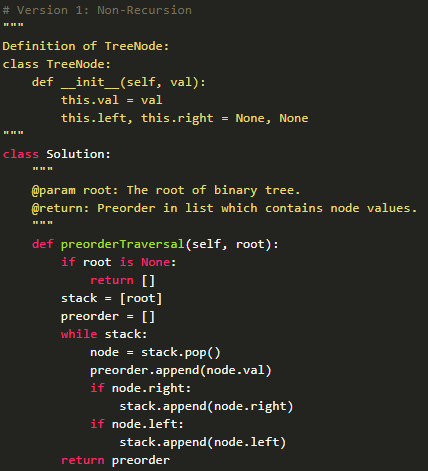 # Version 1: Non-Recursion
"""
Definition of TreeNode:
class TreeNode:
    def __init__(self, val):
        this.val = val
        this.left, this.right = None, None
"""
class Solution:
    """
    @param root: The root of binary tree.
    @return: Preorder in list which contains node values.
    """
    def preorderTraversal(self, root):
        if root is None:
            return []
        stack = [root]
        preorder = []
        while stack:
            node = stack.pop()
            preorder.append(node.val)
            if node.right:
                stack.append(node.right)
            if node.left:
                stack.append(node.left)
        return preorder